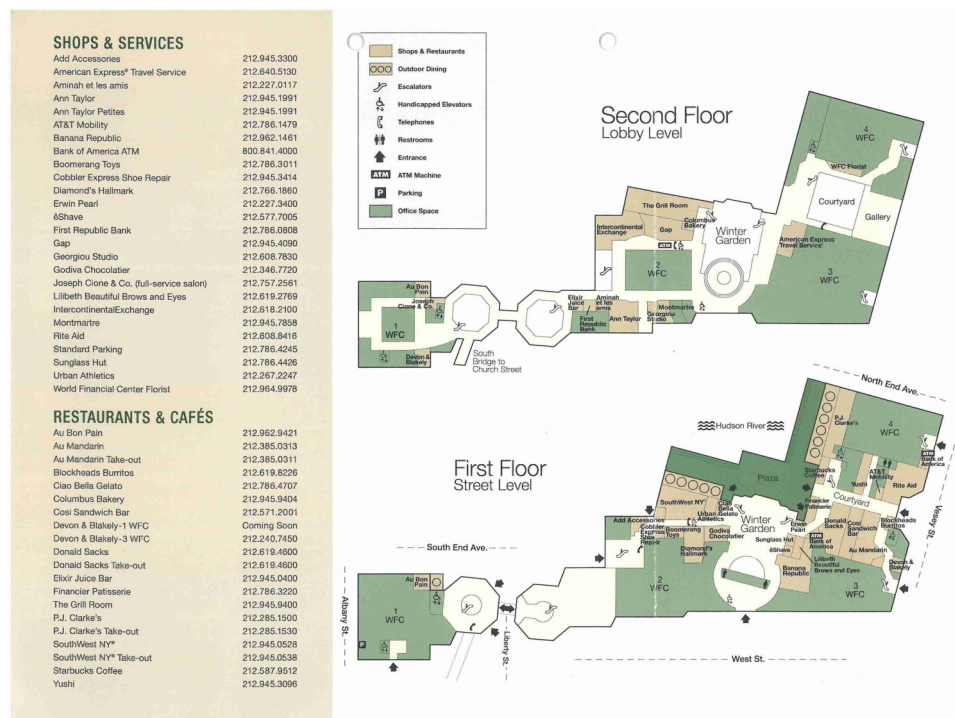 SHOPS & SERVICES
Add Accessories 212.945.3300
American Express® Travel Service 212.640.5130
Aminah et les amis 212.227.0117
Ann Taylor 212.945.1991
Ann Taylor Petites 212.945.1991
AT&T Mobility 212.786.1479
Banana Republic 212.962.1461
Bank of America ATM 800.841.4000
Boomerang Toys 212.786.3011
Cobbler Express Shoe Repair 212.945.3414
Diamond's Hallmark 212.766.1860
Erwin Pearl 212.227.3400
êShave 212.577.7005
First Republic Bank 212.786.0808
Gap 212.945.4090
Georgiou Studio 212.608.7830
Godiva Chocolatier 212.346.7720
Joseph Cione & Co. (full-service salon) 212.757.2561
Lilibeth Beautiful Brows and Eyes 212.619.2769
IntercontinentalExchange 212.618.2100
Montmartre 212.945.7858
Rite Aid 212.608.8416
Standard Parking 212.786.4245
Sunglass Hut 212.786.4426
Urban Athletics 212.267.2247
World Financial Center Florist 212.964.9978
RESTAURANTS & CAFÉS
Au Bon Pain 212.962.9421
Au Mandarin 212.385.0313
Au Mandarin Take-out 212.385.0311
Blockheads Burritos 212.619.8226
Ciao Bella Gelato 212.786.4707
Columbus Bakery 212.945.9404
Cosi Sandwich Bar 212.571.2001
Devon & Blakely-1 WFC Coming Soon
Devon & Blakely-3 WFC 212.240.7450
Donald Sacks 212.619.4600
Donald Sacks Take-out 212.619.4600
Elixir Juice Bar 212.945.0400
Financier Patisserie 212.786.3220
The Grill Room 212.945.9400
P.J. Clarke's 212.285.1500
P.J. Clarke's Take-out 212.285.1530
SouthWest NY® 212.945.0528
SouthWest NY® Take-out 212.945.0538
Starbucks Coffee 212.587.9512
Yushi 212.945.3096
Shops & Restaurants
Outdoor Dining
Escalators
Handicapped Elevators
Telephones
Restrooms
Entrance
ATM ATM Machine
P Parking
Office Space
Second Floor
Lobby Level
4
WFC
WFC Florist
Courtyard
Gallery
The Grill Room
Columbus
Bakery
Intercontinental
Exchange
Gap
Winter
Garden
ATM
American Express
Travel Service
2
WFC
3
WFC
Au Bon
Pain
Joseph
Cione & Co.
1
WFC
Devon &
Blakely
Elixir
Juice
Bar
Aminah
et les
amis
First
Republic
Bank
Ann Taylor
Montmartre
Georgiou
Studio
South
Bridge to
Church Street
First Floor
Street Level
North End Ave.
Hudson River
P.J.
Clarke's
4
WFC
ATM
Bank of
America
Plaza
Starbucks
Coffee
Yushi
AT&T
Mobility
Rite Aid
Courtyard
Financier
Patisserie
SouthWest NY®
Ciao
Bella
Gelato
Urban
Athletics
Winter
Garden
Erwin
Pearl
Donald
Sacks
Cosi
Sandwich
Bar
Blockheads
Burritos
Vesey St.
Add Accessories
Cobbler
Express
Shoe
Repair
Boomerang
Toys
Godiva
Chocolatier
Diamond's
Hallmark
Sunglass Hut
êShave
ATM
Bank of
America
Au Mandarin
Lilibeth
Beautiful
Brows and Eyes
Banana
Republic
Devon &
Blakely
2
WFC
3
WFC
South End Ave.
Au Bon
Pain
1
WFC
P
Albany St.
Liberty St.
West St.